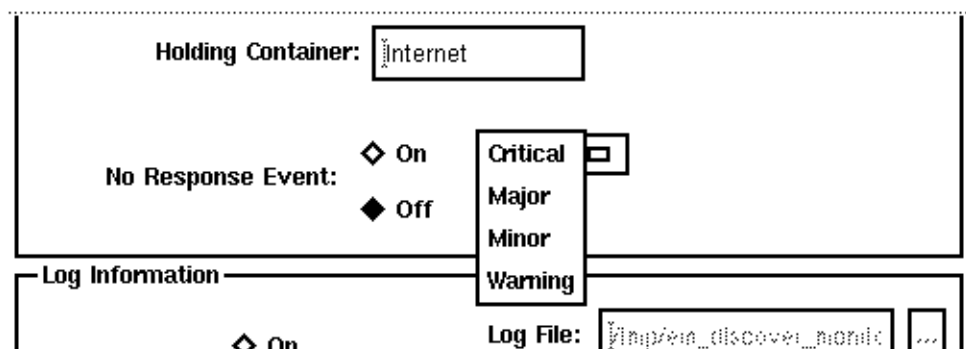 Holding Container: Internet
On
Critical
No Response Event:
Major
Off
Minor
Log Information
Warning
Log File:
On
...